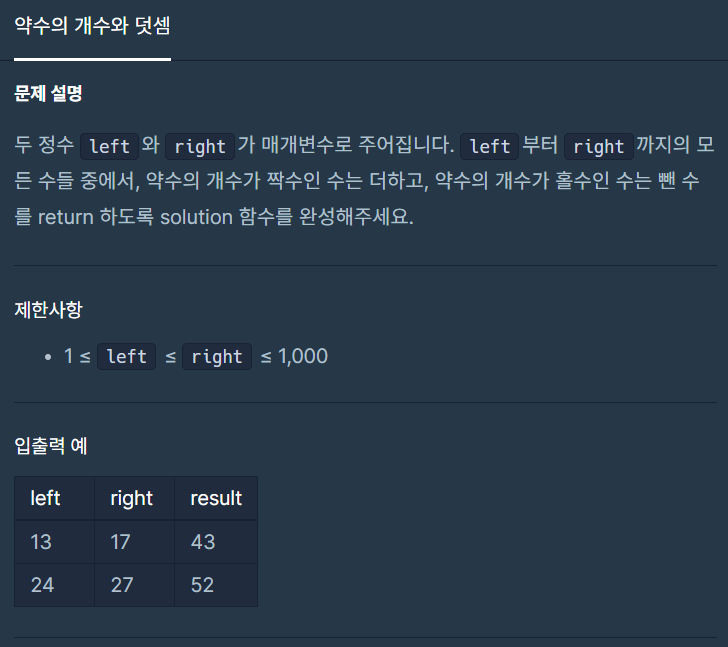 약수의 개수와 덧셈
문제 설명
두 정수 left 와 right 가 매개변수로 주어집니다. left 부터 right 까지의 모
든 수들 중에서, 약수의 개수가 짝수인 수는 더하고, 약수의 개수가 홀수인 수는 뺀 수
를 return 하도록 solution 함수를 완성해주세요.
제한사항
• 1 ≤ left ≤ right ≤ 1,000
입출력 예
left right result
13 17 43
24 27 52